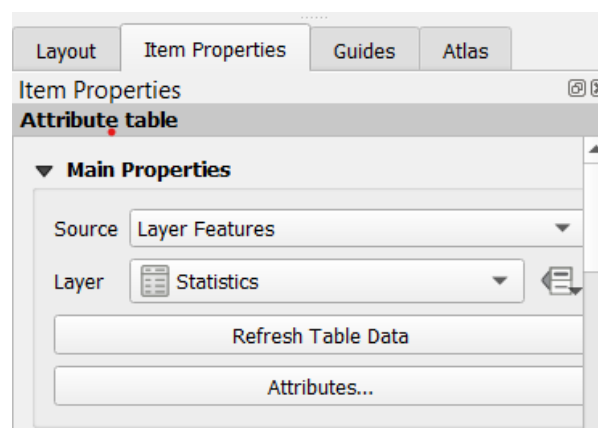 Layout Item Properties Guides Atlas
Item Properties
Attribute table
Main Properties
Source Layer Features
Layer Statistics
Refresh Table Data
Attributes...